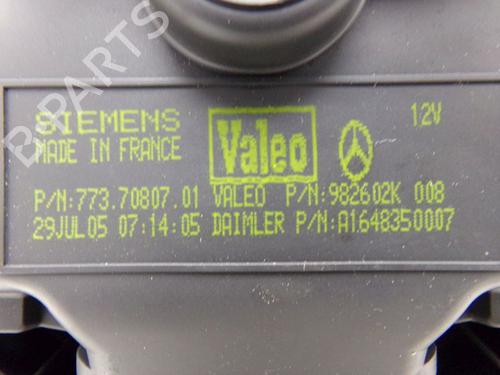 B-PARTS
SIEMENS
MADE IN FRANCE
Valeo
12V
P/N:773.70807.01 VALEO P/N:982602K 008
29JUL05 07:14:05 DAIMLER P/N:A1648350007